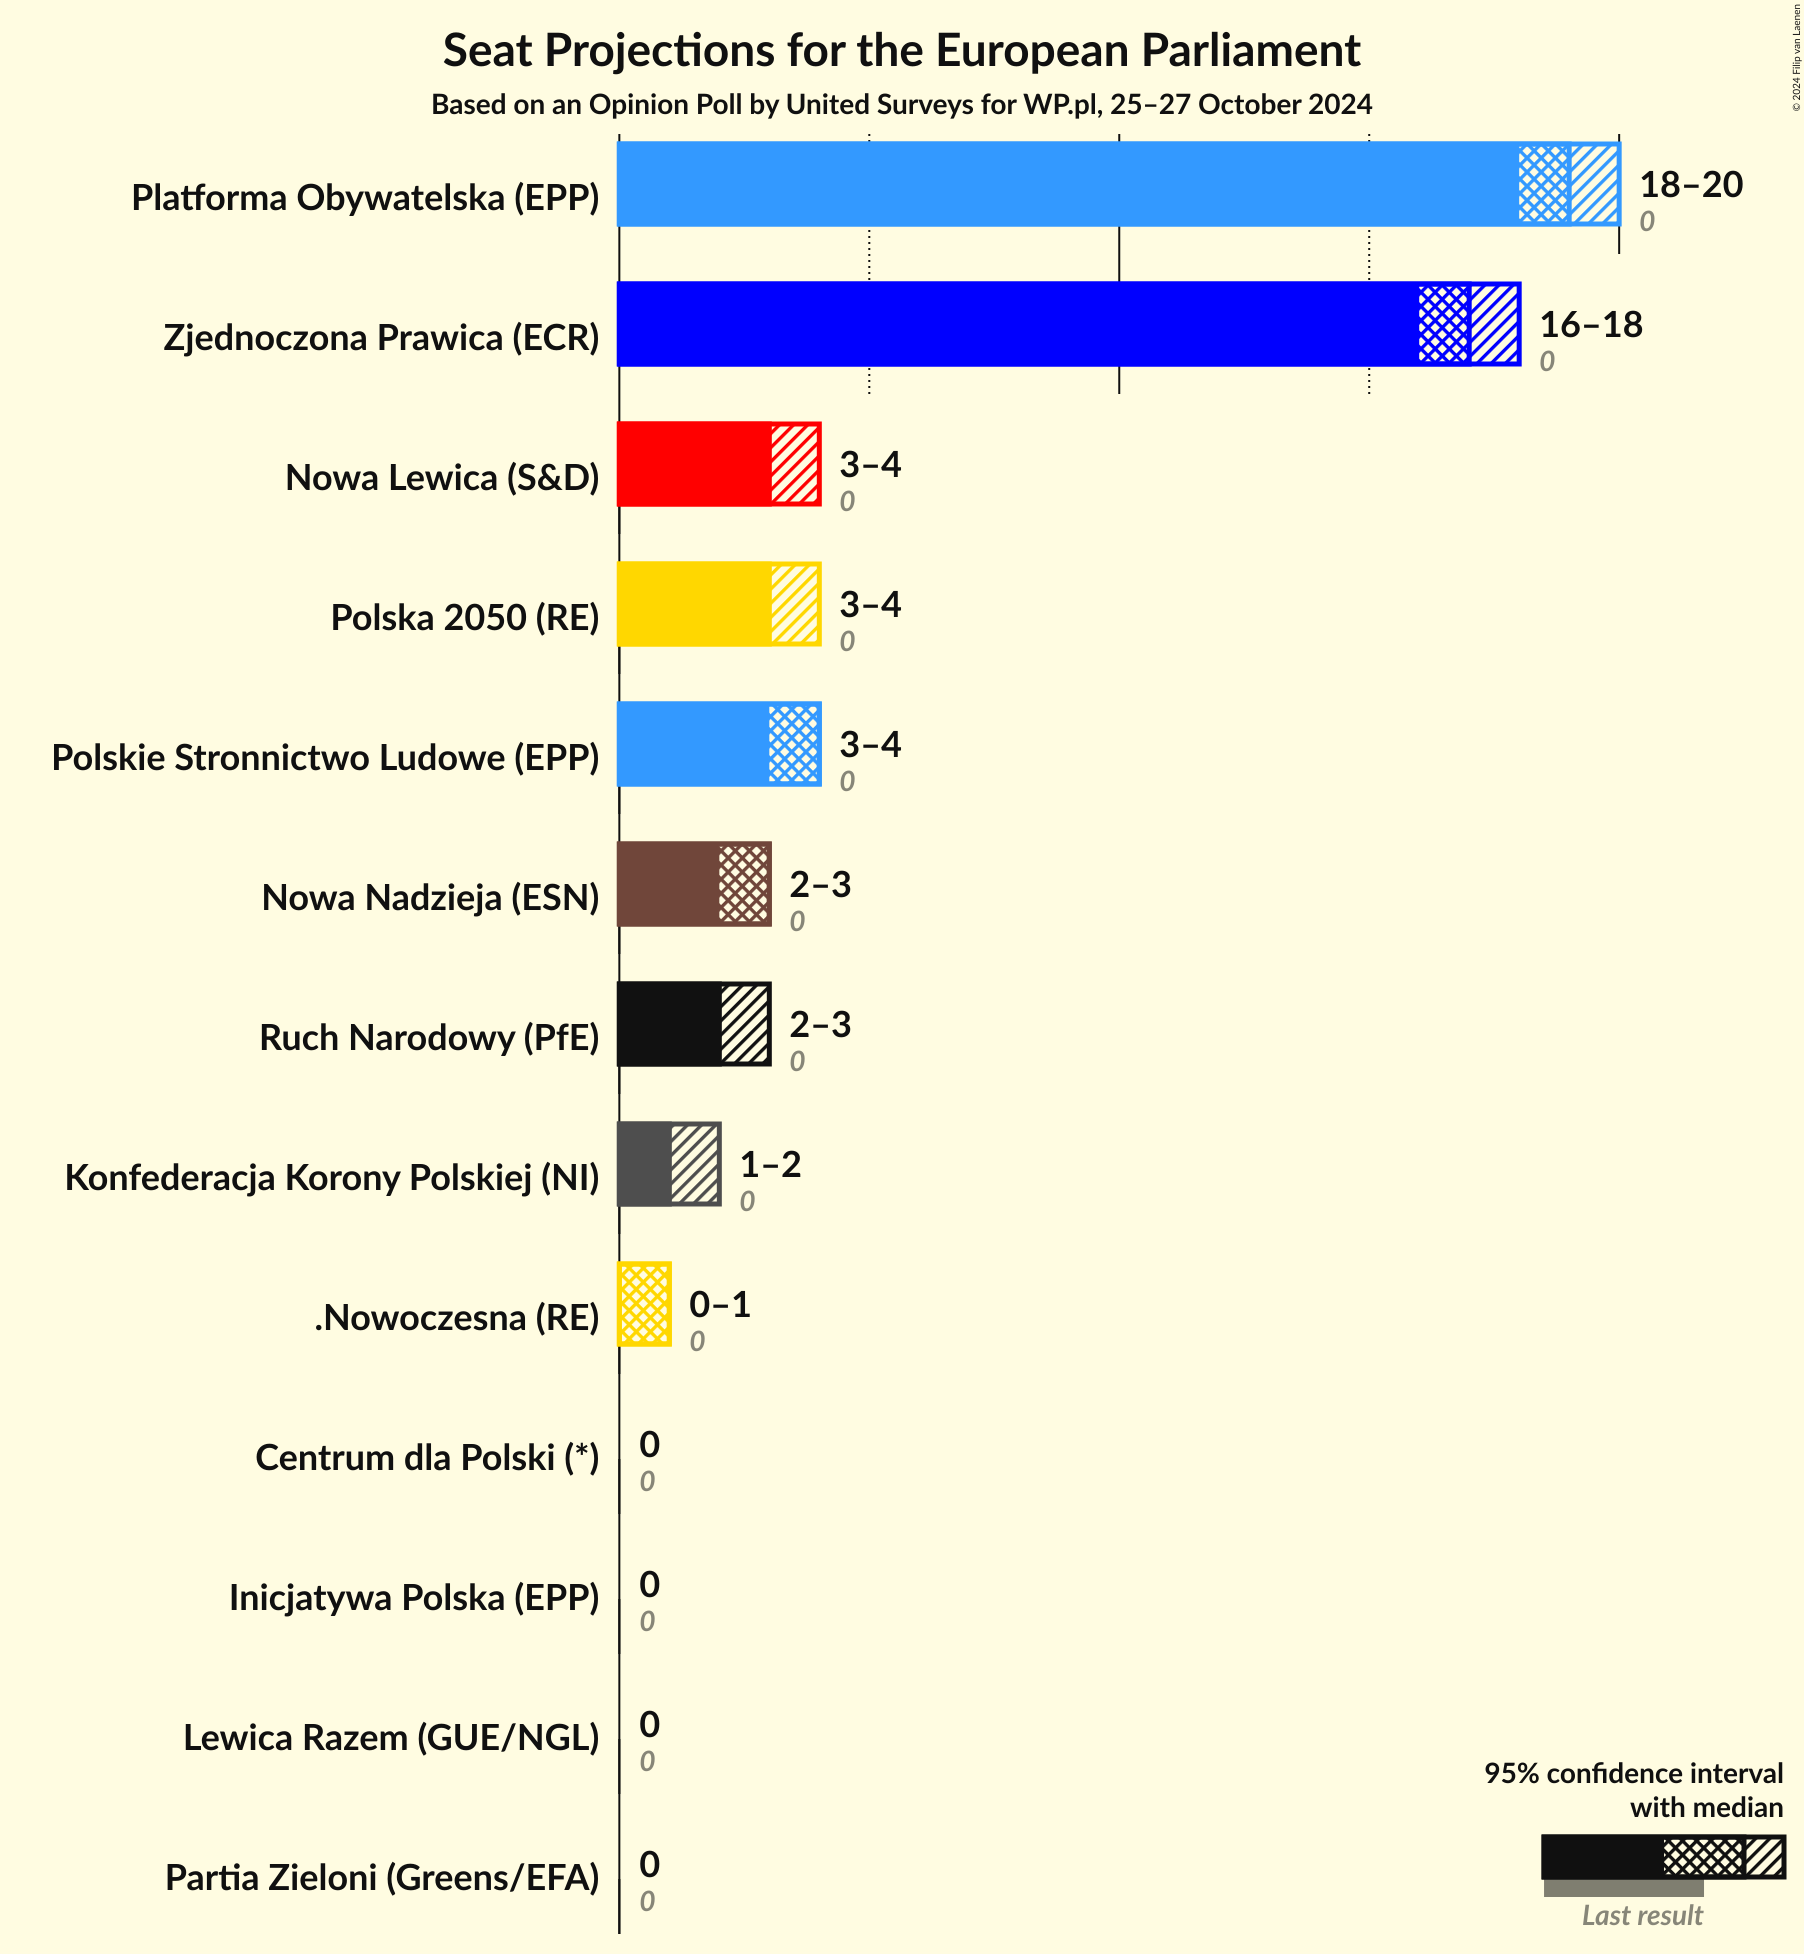 Seat Projections for the European Parliament
Based on an Opinion Poll by United Surveys for WP.pl, 25–27 October 2024
© 2024 Filip van Laenen
Platforma Obywatelska (EPP)
18–20
0
Zjednoczona Prawica (ECR)
16–18
0
Nowa Lewica (S&D)
3–4
0
Polska 2050 (RE)
3–4
0
Polskie Stronnictwo Ludowe (EPP)
3–4
0
Nowa Nadzieja (ESN)
2–3
0
Ruch Narodowy (PfE)
2–3
0
Konfederacja Korony Polskiej (NI)
1–2
0
.Nowoczesna (RE)
0–1
0
Centrum dla Polski (*)
0
0
Inicjatywa Polska (EPP)
0
0
Lewica Razem (GUE/NGL)
0
0
Partia Zieloni (Greens/EFA)
0
0
95% confidence interval
with median
Last result